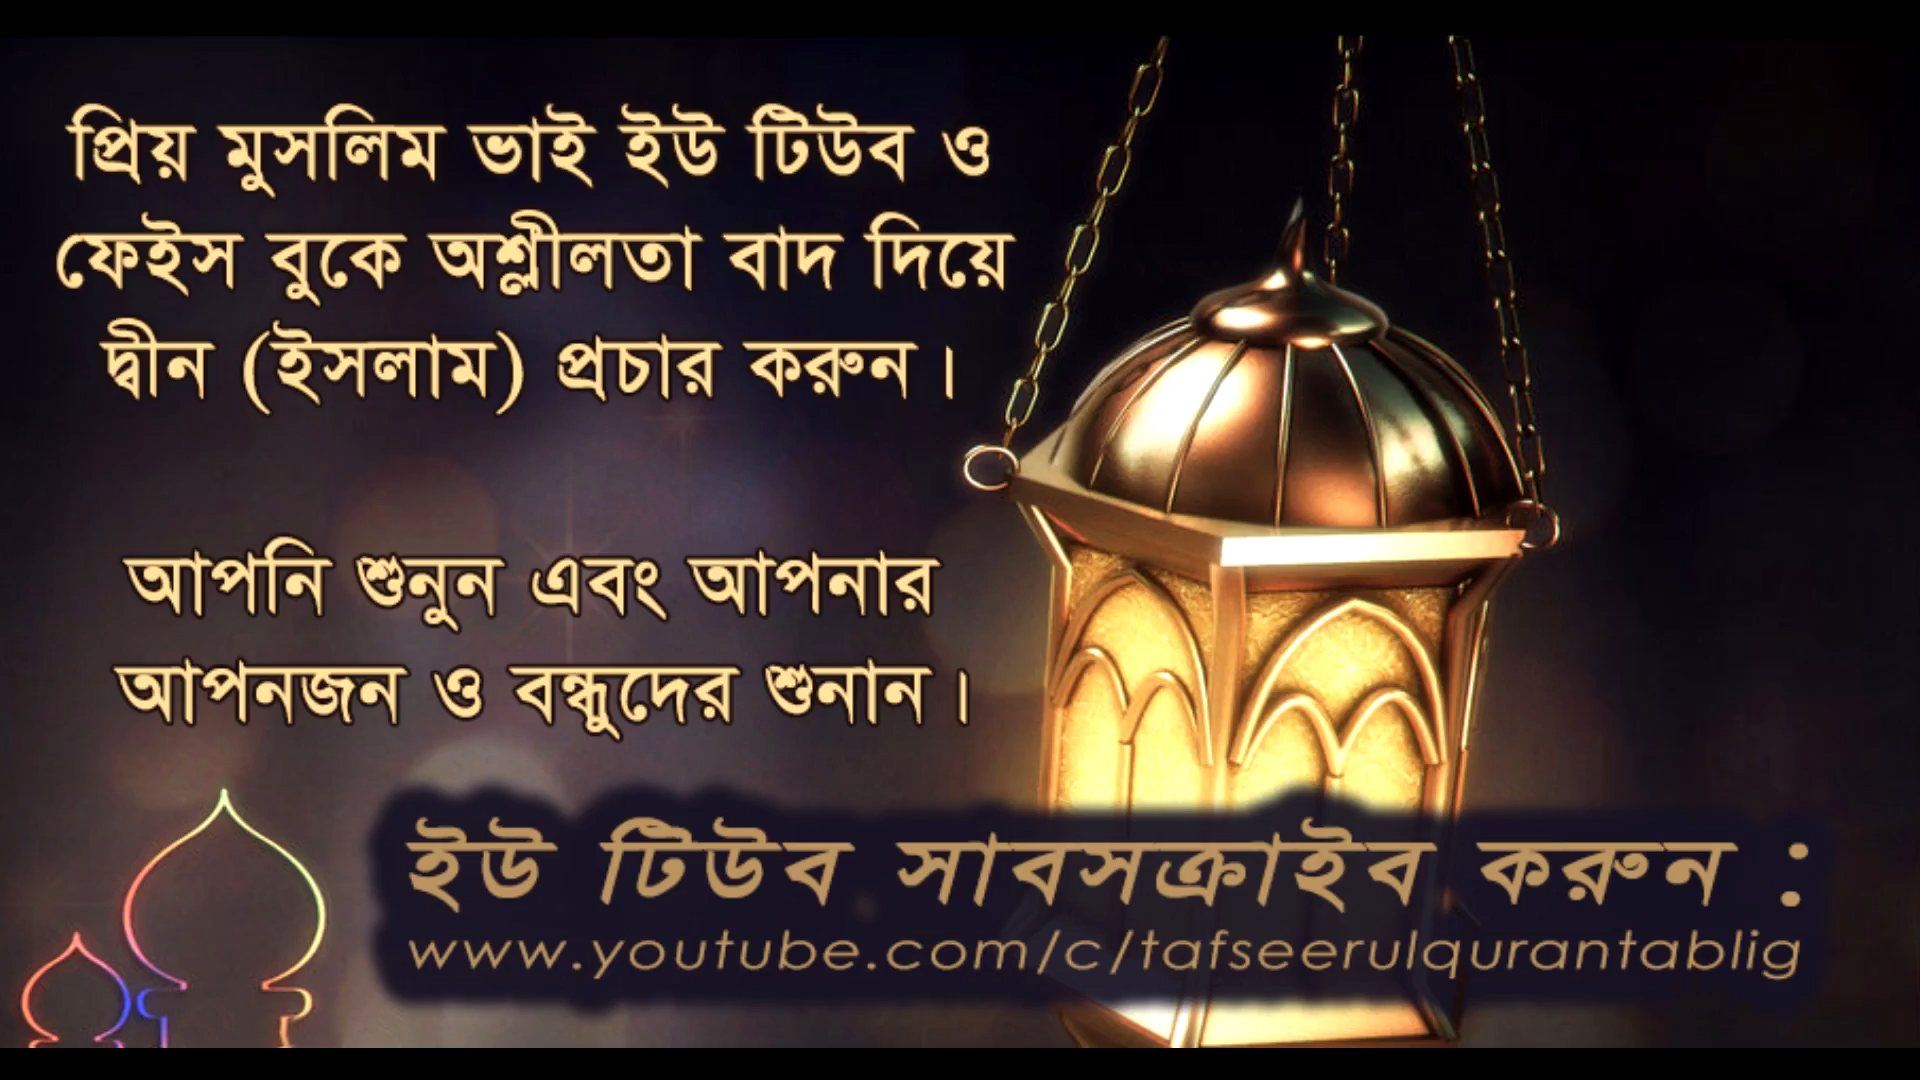 প্রিয় মুসলিম ভাই ইউ টিউব ও
ফেইস বুকে অশ্লীলতা বাদ দিয়ে
দ্বীন (ইসলাম) প্রচার করুন।
আপনি শুনুন এবং আপনার
আপনজন ও বন্ধুদের শুনান।
ইউ টিউব সাবসক্রাইব করুন :
www.youtube.com/c/tafseerulqurantablig